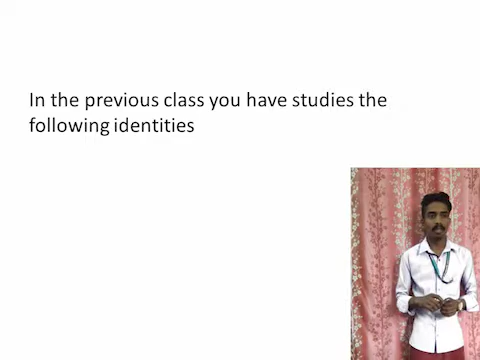 In the previous class you have studies the
following identities